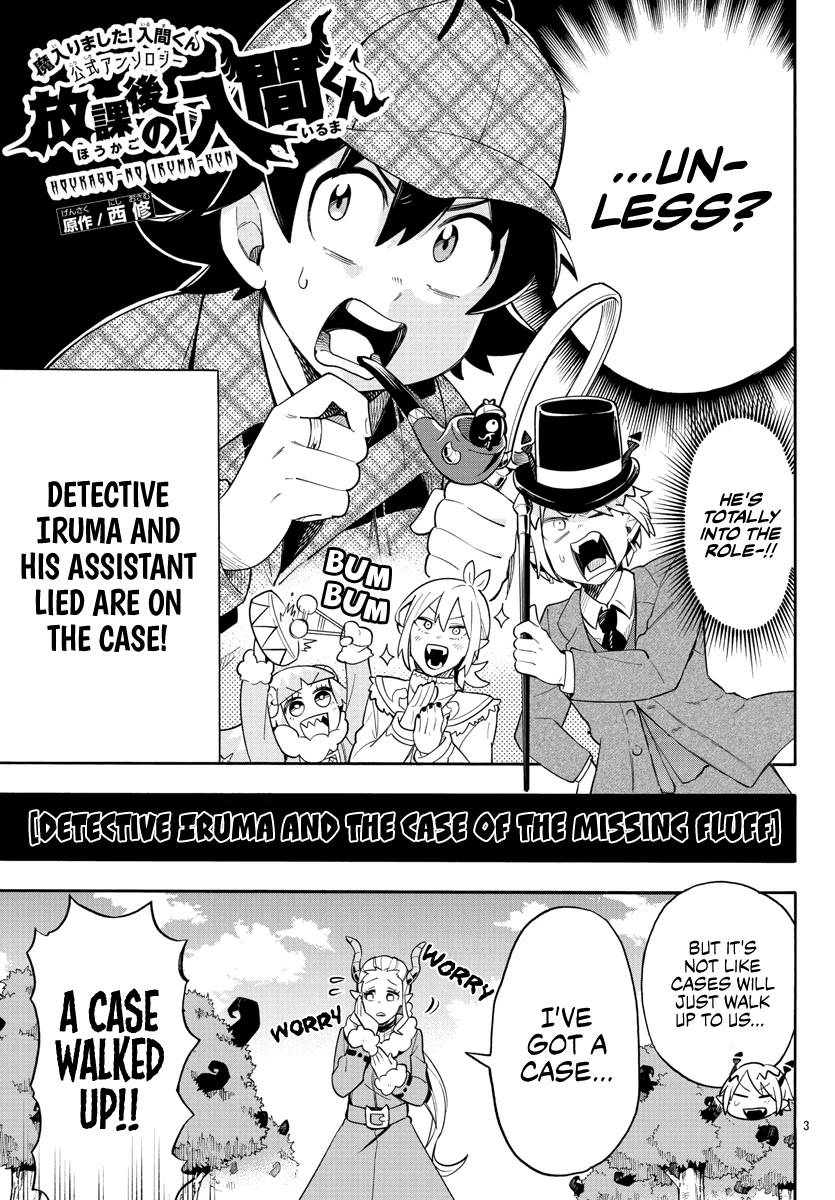 魔入りました!入間くん
公式アンソロジー
放課後の!入間くん
ほうかご
いるま
HOUKAGO-NO IRUMA-KUN
げんさく にし おさむ
原作/西 修
...UN-
LESS?
HE'S
TOTALLY
INTO THE
ROLE-!!
DETECTIVE
IRUMA AND
HIS ASSISTANT
LIED ARE ON
THE CASE!
BUM
BUM
[DETECTIVE IRUMA AND THE CASE OF THE MISSING FLUFF]
BUT IT'S
NOT LIKE
CASES WILL
JUST WALK
UP TO US...
I'VE
GOT A
CASE...
WORRY
WORRY
A CASE
WALKED
UP!!
3